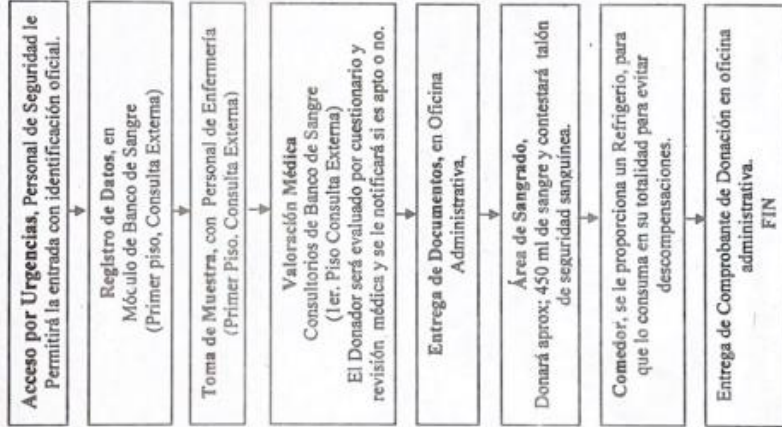 Acceso por Urgencias, Personal de Seguridad le
Permitirá la entrada con identificación oficial.
Registro de Datos, en
Móculo de Banco de Sangre
(Primer piso, Consulta Externa)
Toma de Muestra, con Personal de Enfermería
(Primer Piso. Consulta Externa)
Valoración Médica
Consultorios de Banco de Sangre
(1er. Piso Consulta Externa)
El Donador será evaluado por cuestionario y
revisión médica y se le notificará si es apto o no.
Entrega de Documentos, en Oficina
Administrativa,
Área de Sangrado,
Donará aprox; 450 ml de sangre y contestará talón
de seguridad sanguínea.
Comedor, se le proporciona un Refrigerio, para
que lo consuma en su totalidad para evitar
descompensaciones.
Entrega de Comprobante de Donación en oficina
administrativa.
FIN